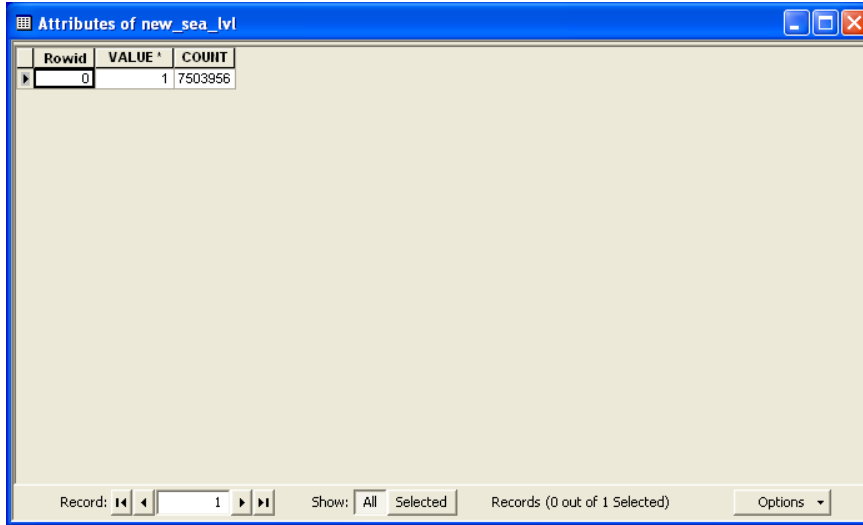 Attributes of new_sea_lvl
Rowid VALUE * COUNT
0 1 7503956
Record: 1 Show: All Selected Records (0 out of 1 Selected) Options